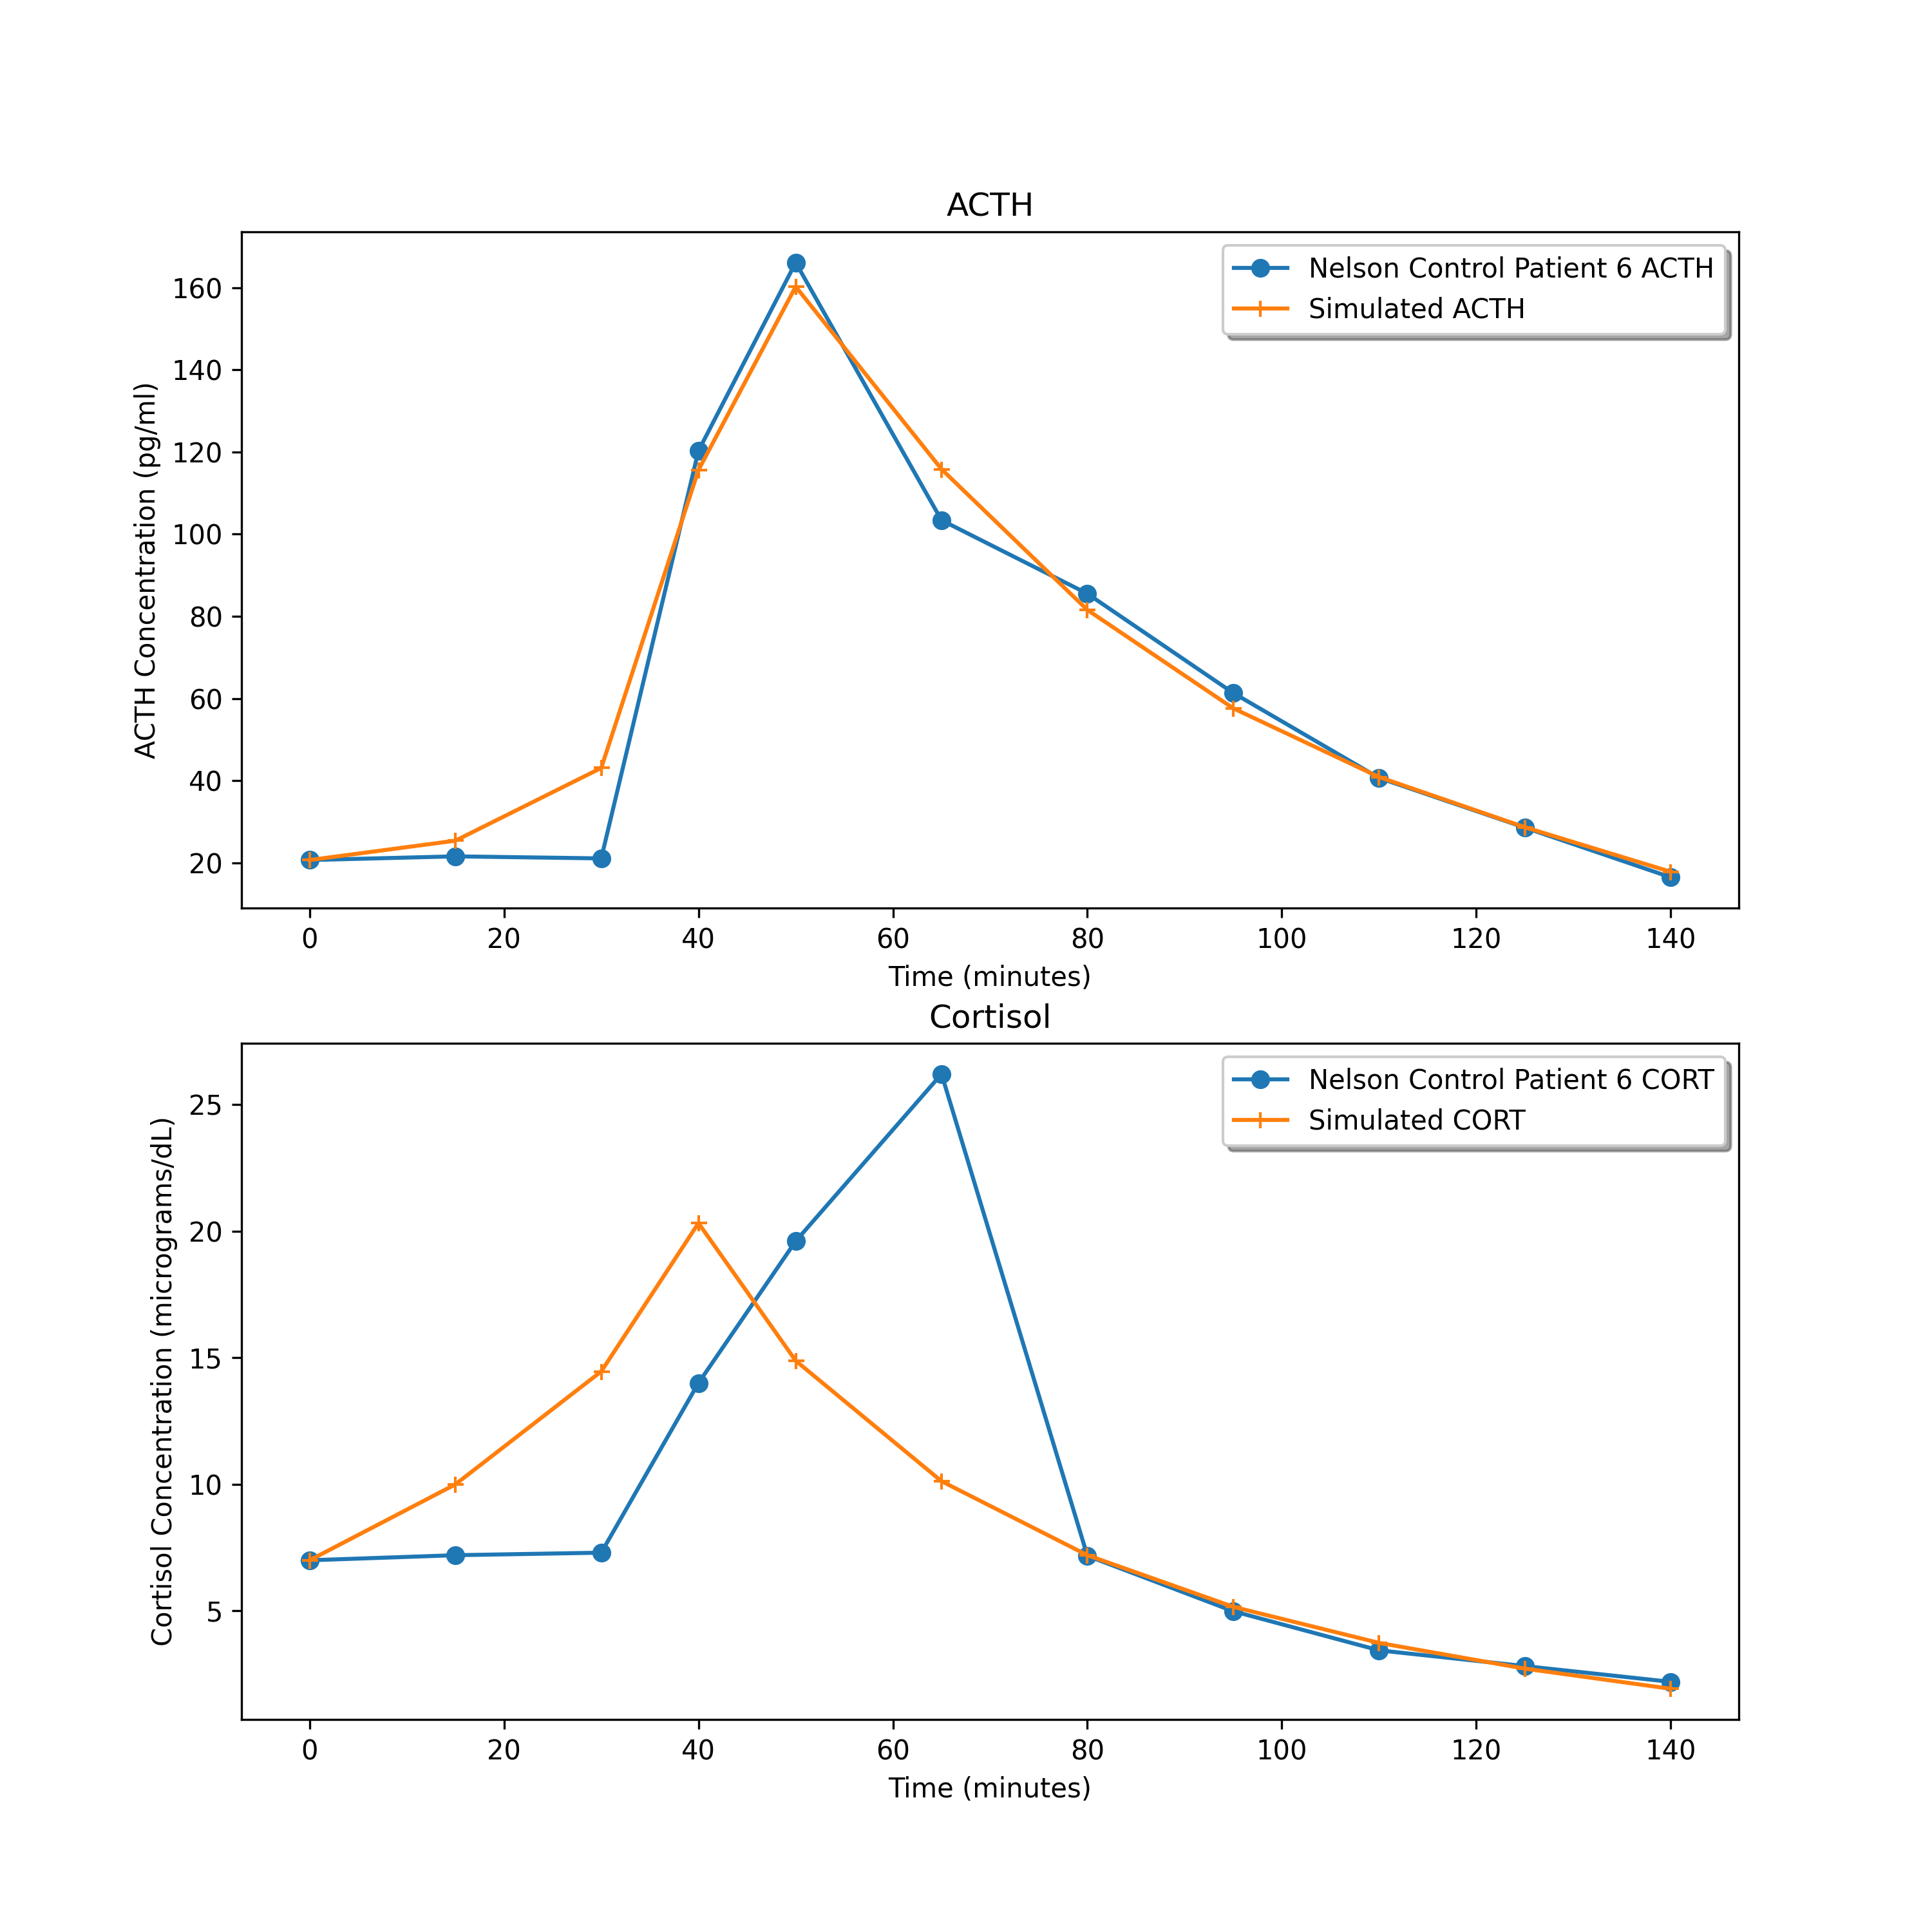 ACTH
Nelson Control Patient 6 ACTH
Simulated ACTH
ACTH Concentration (pg/ml)
160
140
120
100
80
60
40
20
0 20 40 60 80 100 120 140
Time (minutes)
Cortisol
Nelson Control Patient 6 CORT
Simulated CORT
Cortisol Concentration (micrograms/dL)
25
20
15
10
5
0 20 40 60 80 100 120 140
Time (minutes)